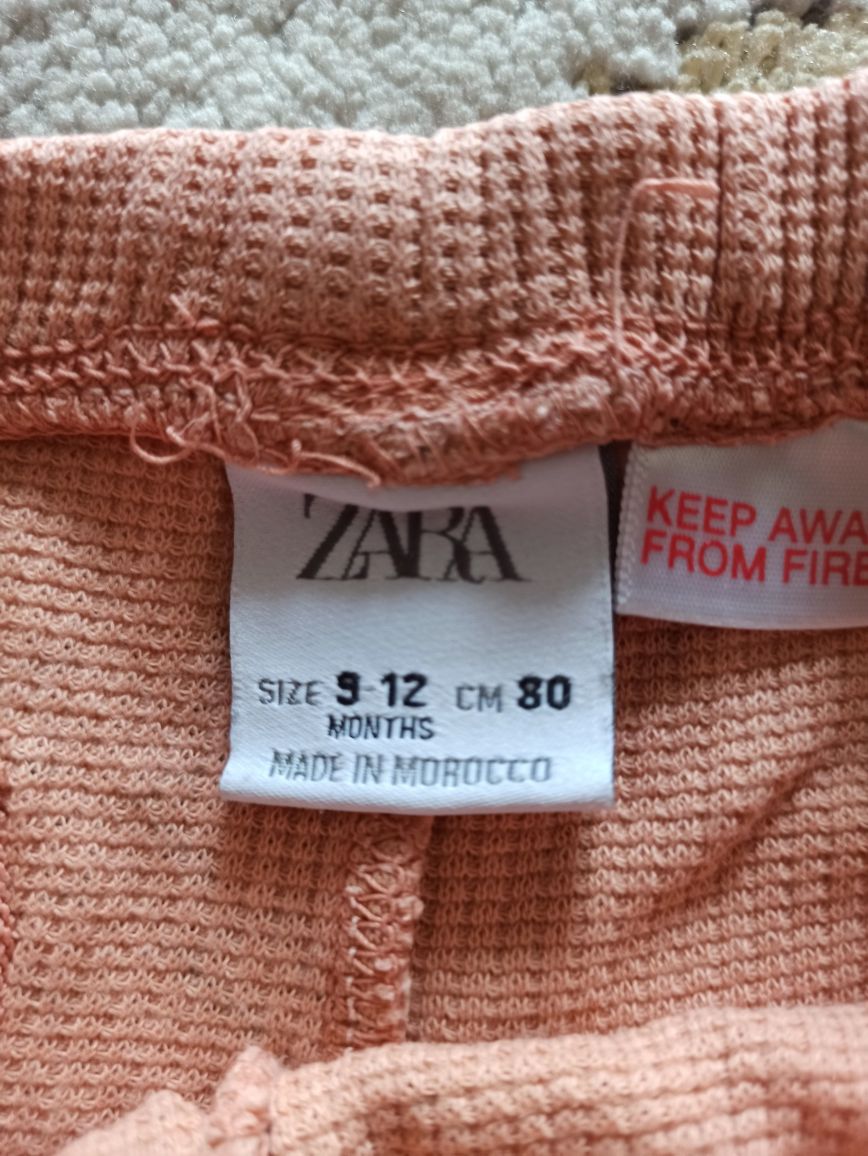 ZARA
SIZE 9-12 CM 80
MONTHS
MADE IN MOROCCO
KEEP AWA
FROM FIRE